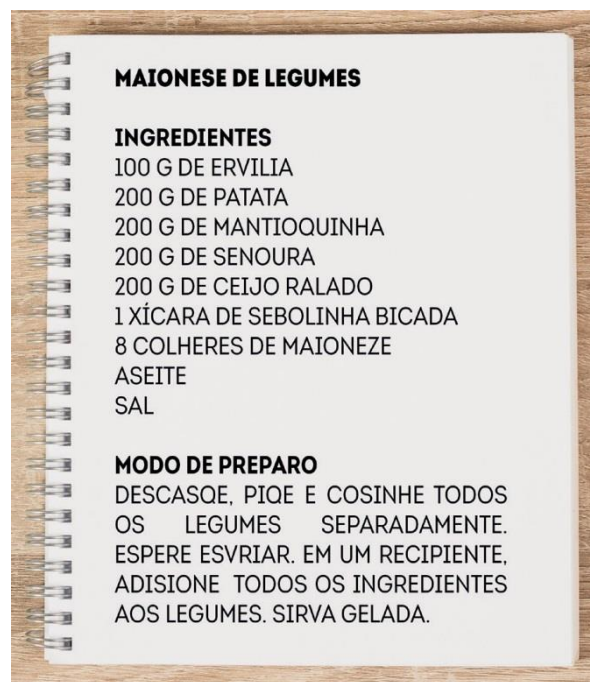 MAIONESE DE LEGUMES
INGREDIENTES
100 G DE ERVILIA
200 G DE PATATA
200 G DE MANTIOQUINHA
200 G DE SENOURA
200 G DE CEIJO RALADO
1 XÍCARA DE SEBOLINHA BICADA
8 COLHERES DE MAIONEZE
ASEITE
SAL
MODO DE PREPARO
DESCASQE, PIQE E COSINHE TODOS
OS LEGUMES SEPARADAMENTE.
ESPERE ESVRIAR. EM UM RECIPIENTE,
ADISIONE TODOS OS INGREDIENTES
AOS LEGUMES. SIRVA GELADA.